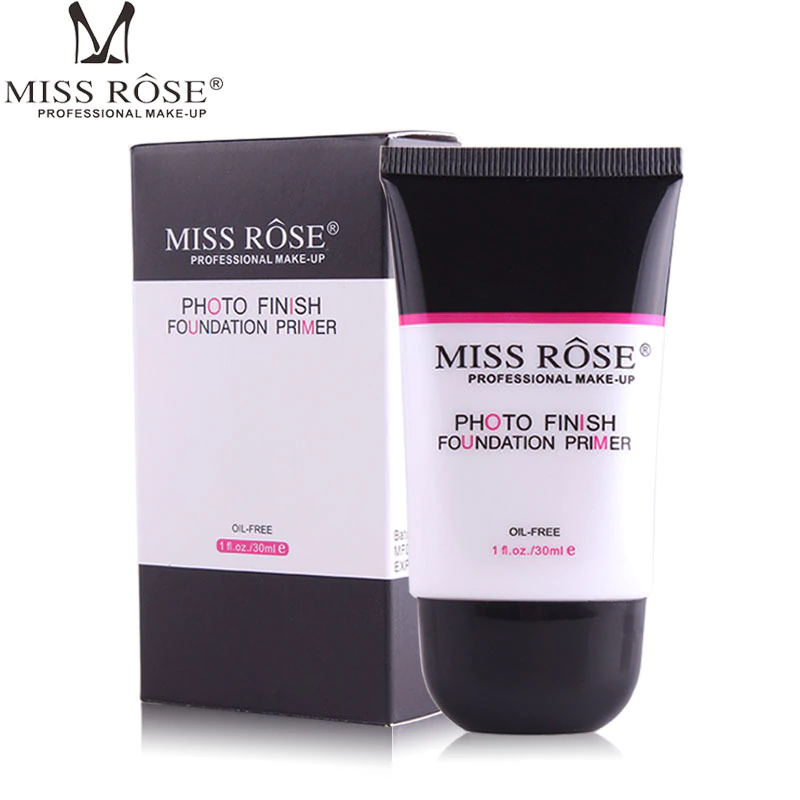 MISS RÔSE®
PROFESSIONAL MAKE-UP
MISS RÔSE®
PROFESSIONAL MAKE-UP
PHOTO FINISH
FOUNDATION PRIMER
OIL-FREE
1 fl.oz./30ml e
MISS RÔSE®
PROFESSIONAL MAKE-UP
PHOTO FINISH
FOUNDATION PRIMER
OIL-FREE
1 fl.oz./30ml e